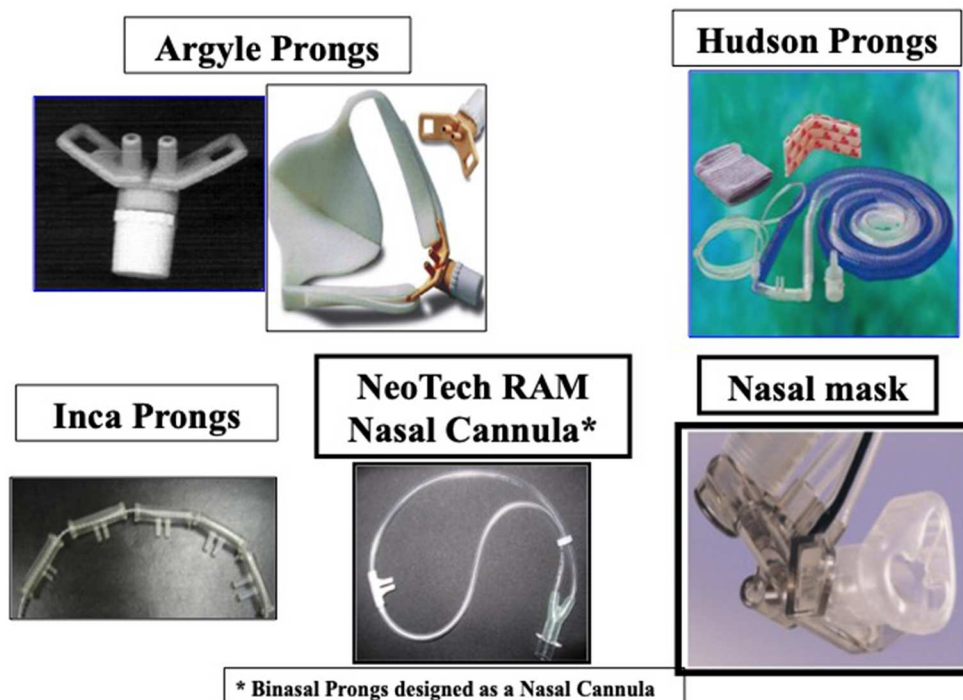 Argyle Prongs
Hudson Prongs
Inca Prongs
NeoTech RAM
Nasal Cannula*
Nasal mask
* Binasal Prongs designed as a Nasal Cannula